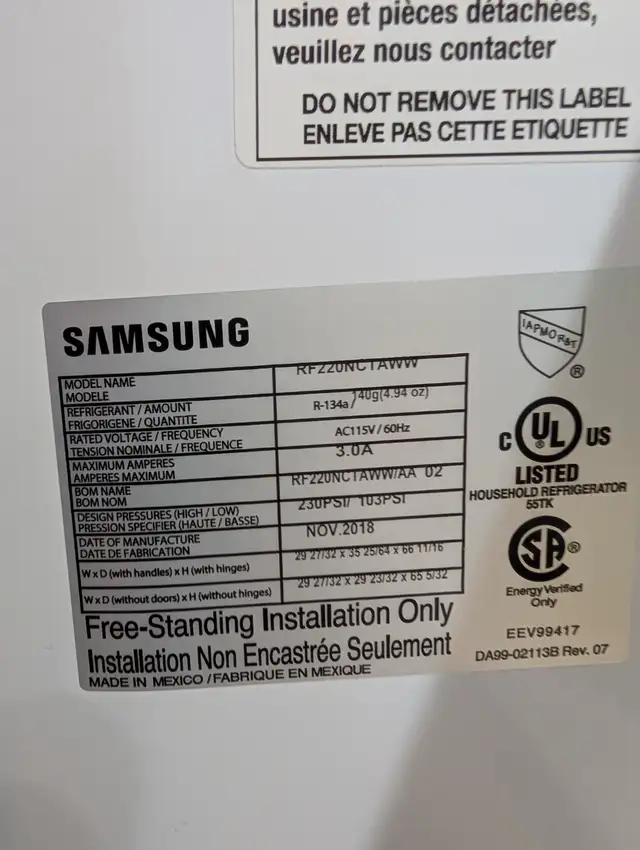 usine et pièces détachées,
veuillez nous contacter
DO NOT REMOVE THIS LABEL
ENLEVE PAS CETTE ETIQUETTE
SAMSUNG
MODEL NAME
MODELE
RF220NCTAWW
REFRIGERANT / AMOUNT
FRIGORIGENE / QUANTITE
R-134a / 140g(4.94 oz)
RATED VOLTAGE / FREQUENCY
TENSION NOMINALE / FREQUENCE
AC115V / 60Hz
MAXIMUM AMPERES
AMPERES MAXIMUM
3.0A
BOM NAME
BOM NOM
RF220NCTAWW/AA 02
DESIGN PRESSURES (HIGH / LOW)
PRESSION SPECIFIER (HAUTE / BASSE)
230PSI/ 103PSI
DATE OF MANUFACTURE
DATE DE FABRICATION
NOV.2018
W x D (with handles) x H (with hinges)
29 27/32 x 35 25/64 x 66 11/16
W x D (without doors) x H (without hinges)
29 27/32 x 29 23/32 x 65 5/32
Free-Standing Installation Only
Installation Non Encastrée Seulement
MADE IN MEXICO / FABRIQUE EN MEXIQUE
IAPMO R&T
®
C UL US
®
LISTED
HOUSEHOLD REFRIGERATOR
55TK
SA ®
Energy Verified
Only
EEV99417
DA99-02113B Rev. 07